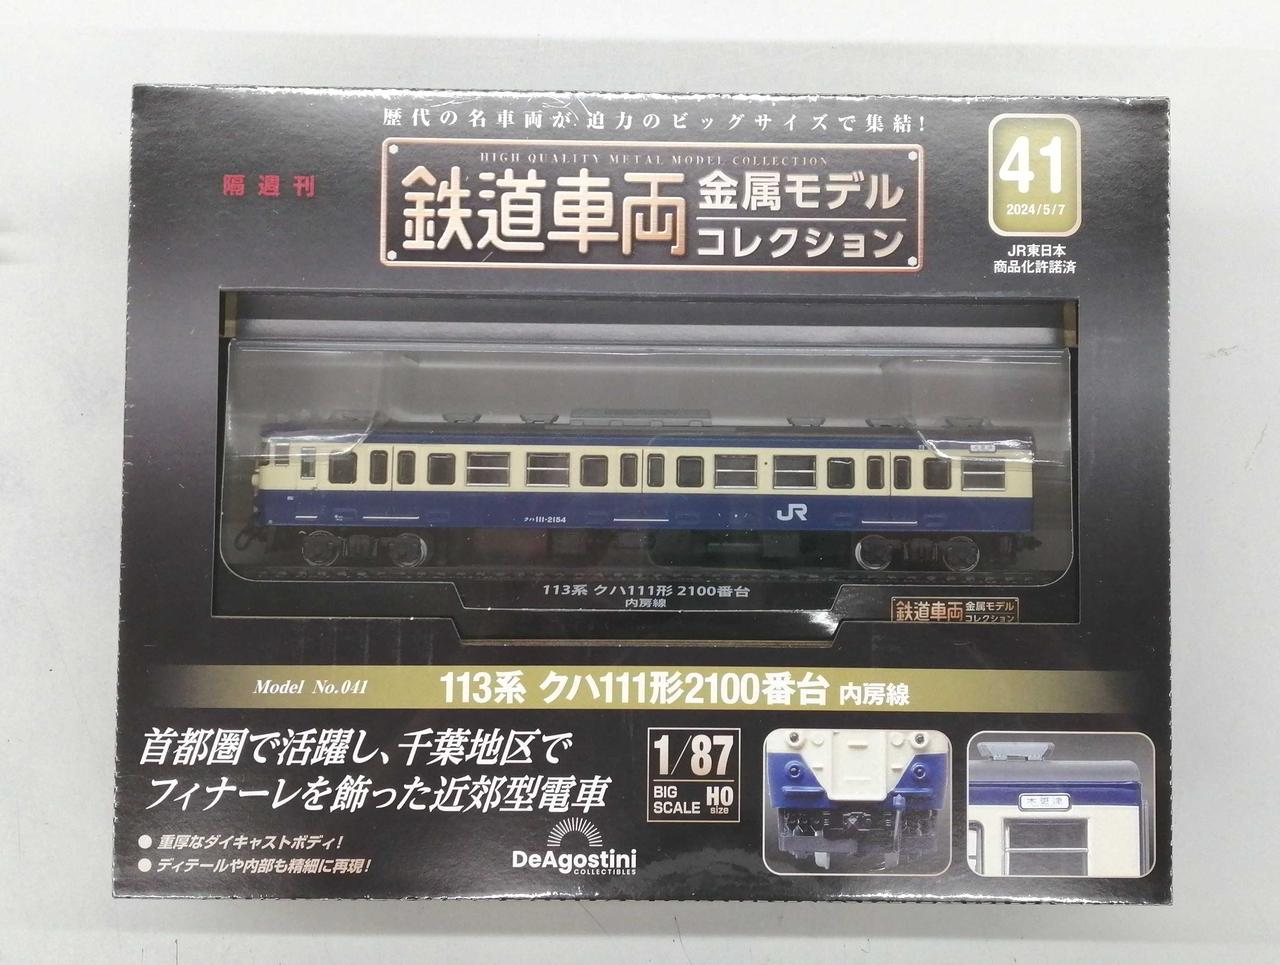 歴代の名車両が、迫力のビッグサイズで集結!
HIGH QUALITY METAL MODEL COLLECTION
隔週刊
鉄道車両
金属モデル
コレクション
41
2024/5/7
JR東日本
商品化許諾済
木更津
JR
クハ111-2154
113系 クハ111形 2100番台
内房線
鉄道車両
金属モデル
コレクション
Model No.041
113系 クハ111形2100番台 内房線
首都圏で活躍し、千葉地区で
フィナーレを飾った近郊型電車
●重厚なダイキャストボディ!
●ディテールや内部も精細に再現!
1/87
BIG
SCALE
HO
size
DeAgostini
COLLECTIBLES
木更津